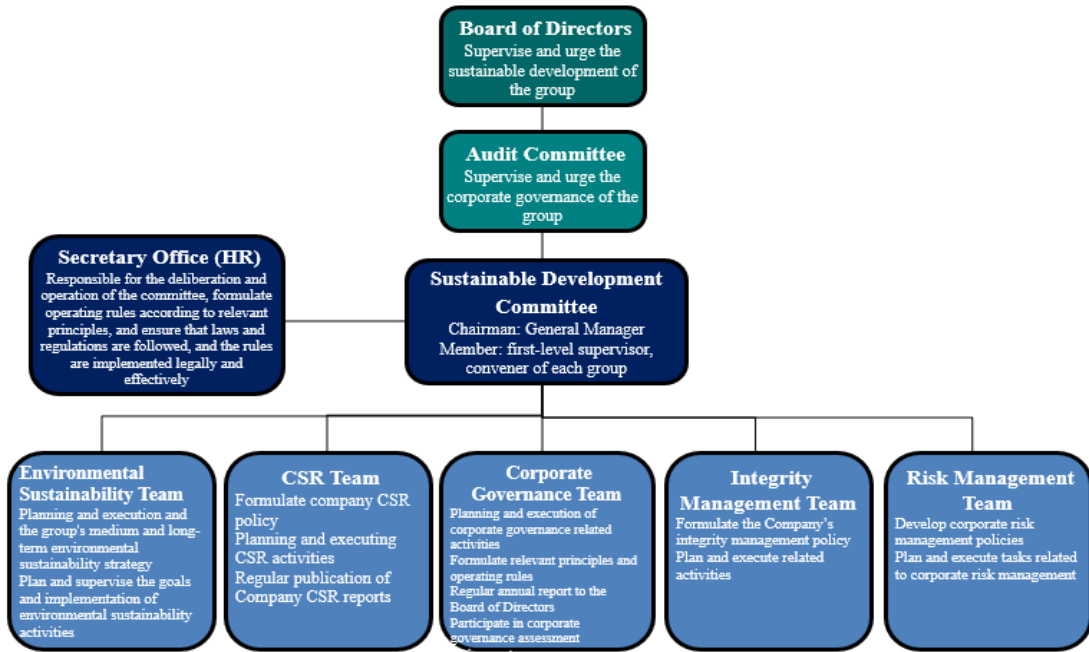 Board of Directors
Supervise and urge the
sustainable development of
the group
Audit Committee
Supervise and urge the
corporate governance of the
group
Secretary Office (HR)
Responsible for the deliberation and
operation of the committee, formulate
operating rules according to relevant
principles, and ensure that laws and
regulations are followed, and the rules
are implemented legally and
effectively
Sustainable Development
Committee
Chairman: General Manager
Member: first-level supervisor,
convener of each group
Environmental
Sustainability Team
Planning and execution and
the group's medium and long-
term environmental
sustainability strategy
Plan and supervise the goals
and implementation of
environmental sustainability
activities
CSR Team
Formulate company CSR
policy
Planning and executing
CSR activities
Regular publication of
Company CSR reports
Corporate
Governance Team
Planning and execution of
corporate governance related
activities
Formulate relevant principles and
operating rules
Regular annual report to the
Board of Directors
Participate in corporate
governance assessment
Integrity
Management Team
Formulate the Company’s
integrity management policy
Plan and execute related
activities
Risk Management
Team
Develop corporate risk
management policies
Plan and execute tasks related
to corporate risk management